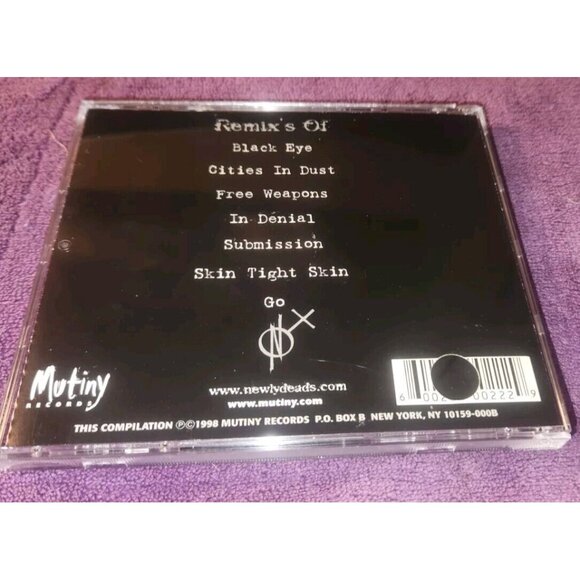 Remix's Of
Black Eye
Cities In Dust
Free Weapons
In Denial
Submission
Skin Tight Skin
Go
Mutiny
RECORDS
www.newlydeads.com
www.mutiny.com
THIS COMPILATION ℗©1998 MUTINY RECORDS P.O. BOX B NEW YORK, NY 10159-000B